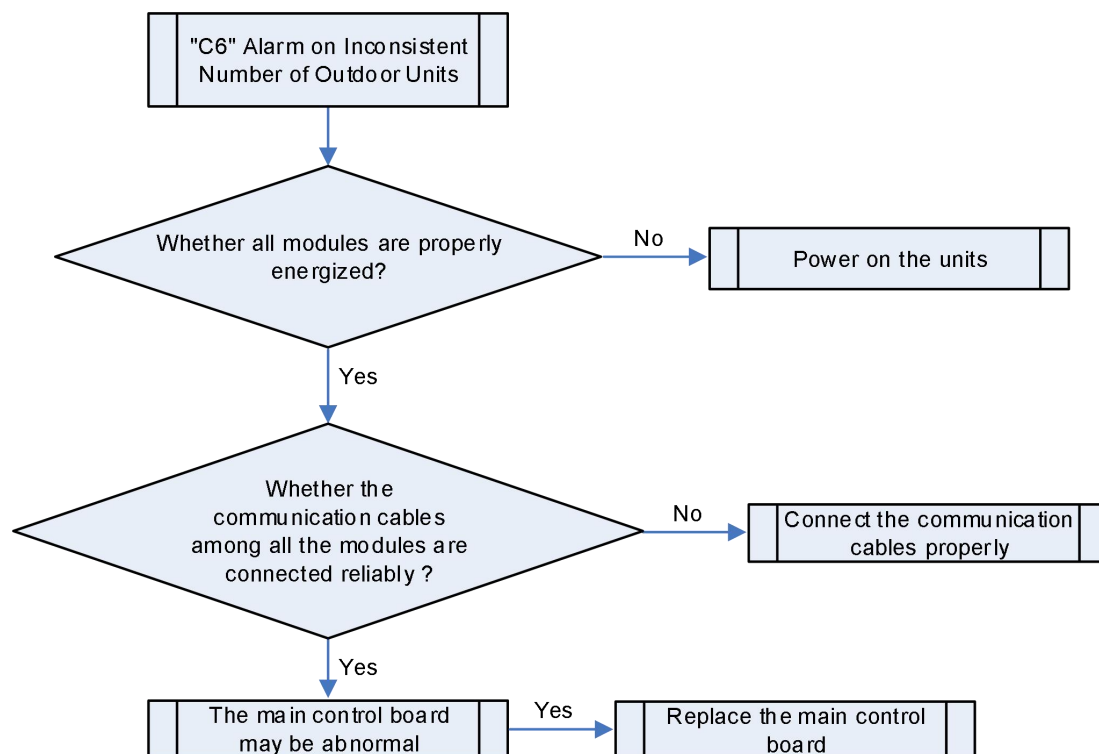 "C6" Alarm on Inconsistent
Number of Outdoor Units
Whether all modules are properly
energized?
No
Power on the units
Yes
Whether the
communication cables
among all the modules are
connected reliably ?
No
Connect the communication
cables properly
Yes
The main control board
may be abnormal
Yes
Replace the main control
board